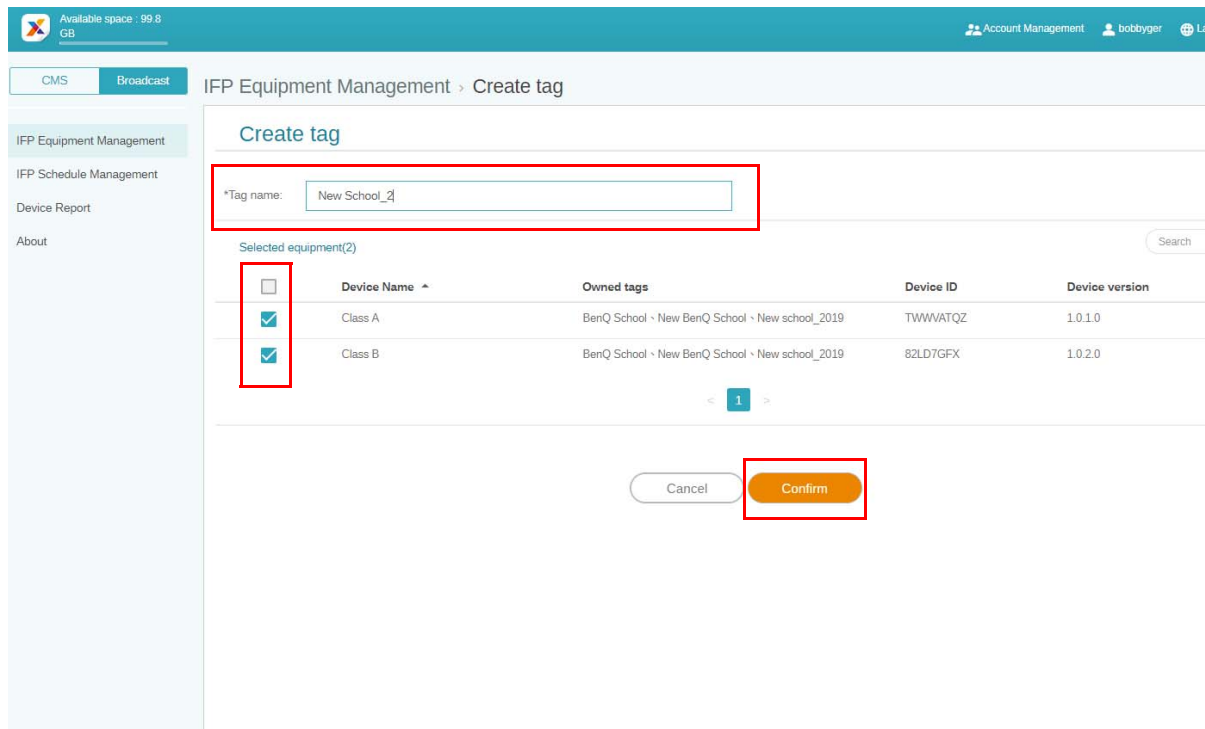 Available space : 99.8
GB
Account Management bobbyger
CMS Broadcast
IFP Equipment Management › Create tag
IFP Equipment Management
IFP Schedule Management
Device Report
About
Create tag
*Tag name: New School_2
Selected equipment(2) Search
Device Name Owned tags Device ID Device version
Class A BenQ School、New BenQ School、New school_2019 TWWVATQZ 1.0.1.0
Class B BenQ School、New BenQ School、New school_2019 82LD7GFX 1.0.2.0
< 1 >
Cancel Confirm